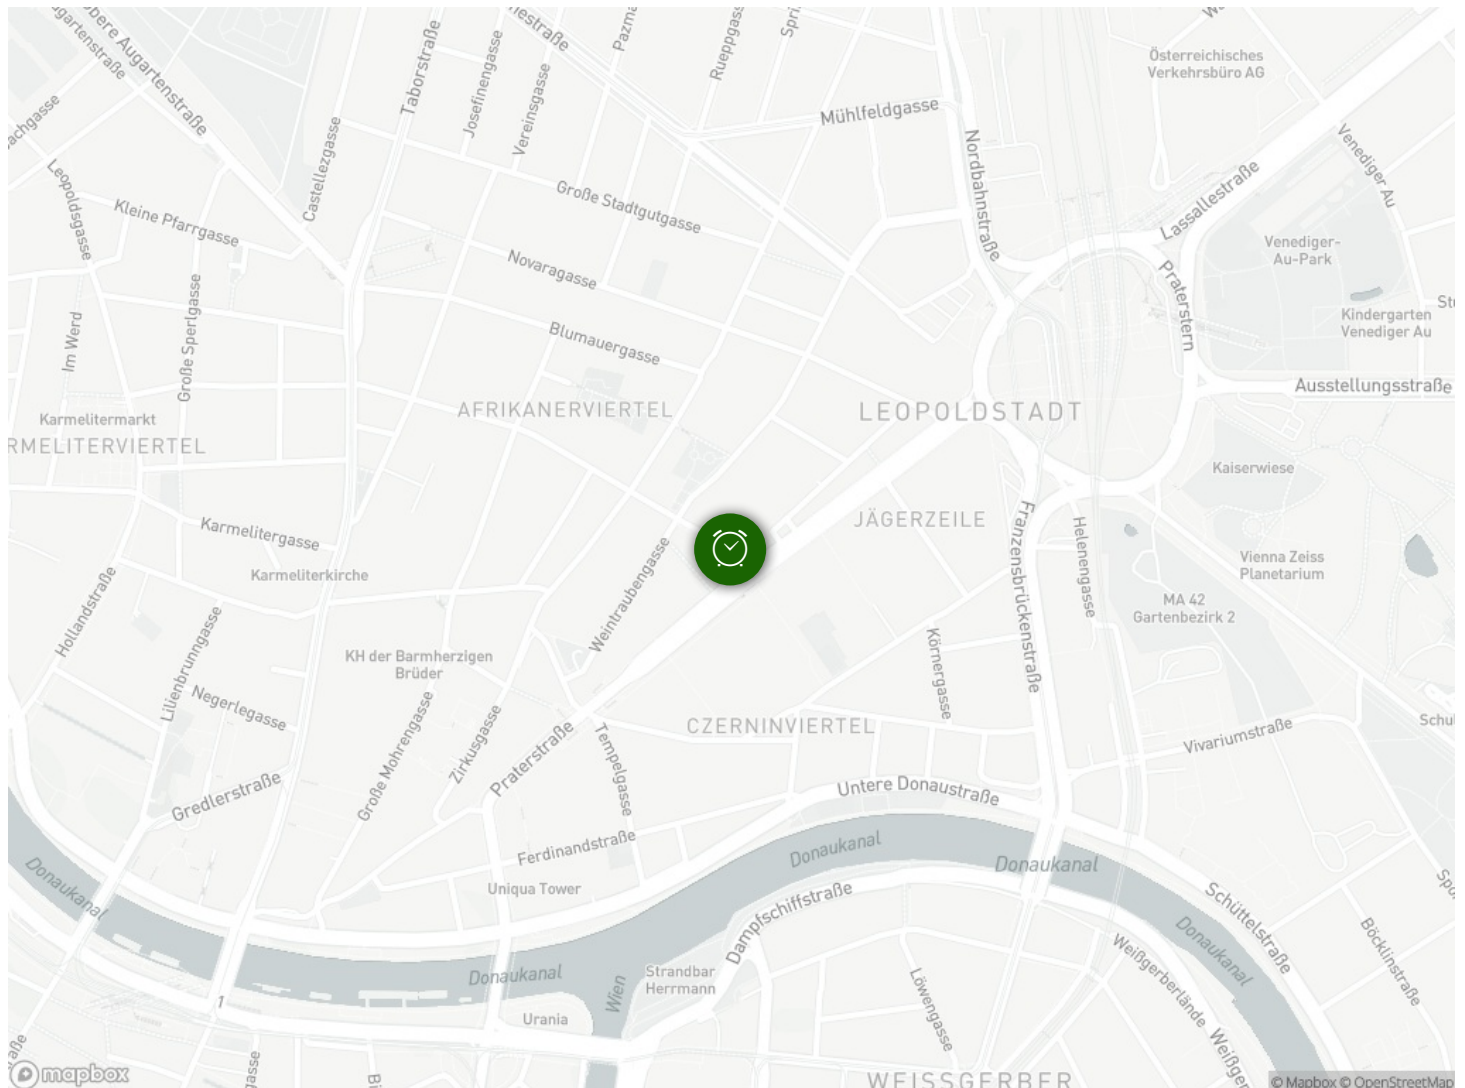 Obere Augartenstraße
Taborstraße
Josefinengasse
Vereinsgasse
Rueppgasse
Mühlfeldgasse
Nordbahnstraße
Österreichisches
Verkehrsbüro AG
Lassallestraße
Venediger Au
Leopoldsgasse
Kleine Pfarrgasse
Castellezgasse
Große Stadtgutgasse
Novaragasse
Venediger-
Au-Park
Praterstern
Kindergarten
Venediger Au
Im Werd
Große Sperlgasse
Blumauergasse
Ausstellungsstraße
Karmelitermarkt
RMELITERVIERTEL
AFRIKANERVIERTEL
LEOPOLDSTADT
Kaiserwiese
JÄGERZEILE
Karmelitergasse
Karmeliterkirche
Weintraubengasse
Franzensbrückenstraße
Helenengasse
Vienna Zeiss
Planetarium
MA 42
Gartenbezirk 2
Hollandstraße
Lilienbrunngasse
KH der Barmherzigen
Brüder
Körnergasse
Negerlegasse
Große Mohrengasse
Zirkusgasse
Praterstraße
Tempelgasse
CZERNINVIERTEL
Vivariumstraße
Schul
Gredlerstraße
Untere Donaustraße
Ferdinandstraße
Donaukanal
Donaukanal
Donaukanal
Uniqua Tower
Dampfschiffstraße
Schüttelstraße
Donaukanal
Böcklinstraße
Donaukanal
Wien
Strandbar
Herrmann
Löwengasse
Weißgerberlände
Urania
1
WEISSGERBER
mapbox
© Mapbox © OpenStreetMap